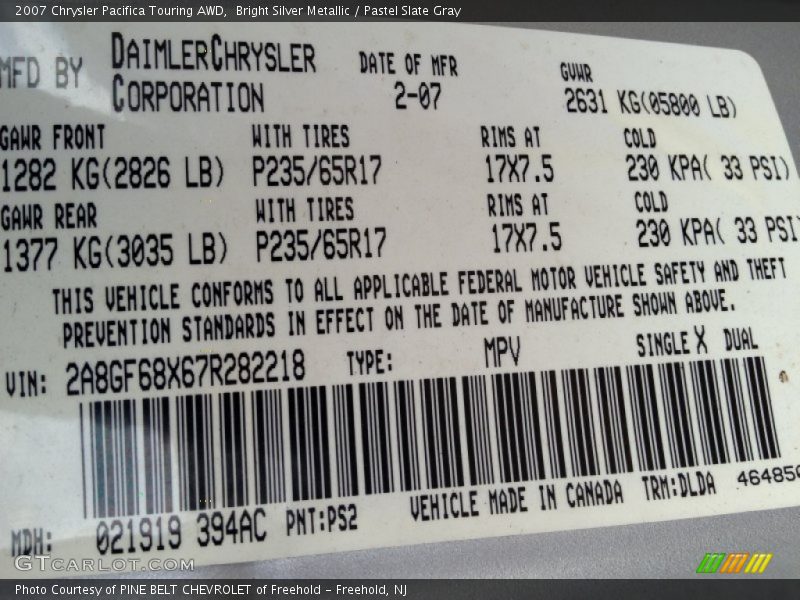 2007 Chrysler Pacifica Touring AWD,  Bright Silver Metallic / Pastel Slate Gray
MFD BY DAIMLERCHRYSLER CORPORATION DATE OF MFR 2-07 GVWR 2631 KG(05800 LB)
GAWR FRONT WITH TIRES RIMS AT COLD
1282 KG(2826 LB) P235/65R17 17X7.5 230 KPA( 33 PSI)
GAWR REAR WITH TIRES RIMS AT COLD
1377 KG(3035 LB) P235/65R17 17X7.5 230 KPA( 33 PSI
THIS VEHICLE CONFORMS TO ALL APPLICABLE FEDERAL MOTOR VEHICLE SAFETY AND THEFT
PREVENTION STANDARDS IN EFFECT ON THE DATE OF MANUFACTURE SHOWN ABOVE.
VIN: 2A8GF68X67R282218 TYPE: MPV SINGLE X DUAL
MDH: 021919 394AC PNT:PS2 VEHICLE MADE IN CANADA TRM:DLDA 46485
GTCARLOT.COM
Photo Courtesy of PINE BELT CHEVROLET of Freehold - Freehold, NJ